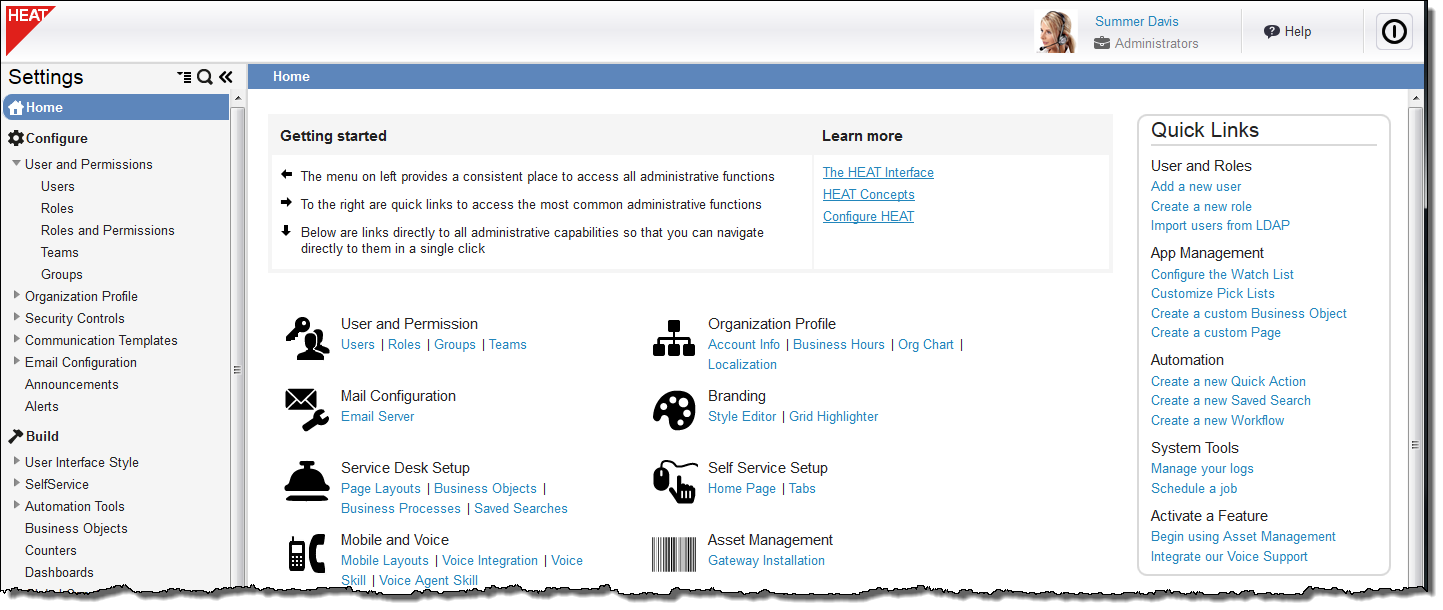 HEAT
Summer Davis
Administrators
Help
Settings
Home
Configure
User and Permissions
Users
Roles
Roles and Permissions
Teams
Groups
Organization Profile
Security Controls
Communication Templates
Email Configuration
Announcements
Alerts
Build
User Interface Style
SelfService
Automation Tools
Business Objects
Counters
Dashboards
Home
Getting started
The menu on left provides a consistent place to access all administrative functions
To the right are quick links to access the most common administrative functions
Below are links directly to all administrative capabilities so that you can navigate
directly to them in a single click
Learn more
The HEAT Interface
HEAT Concepts
Configure HEAT
User and Permission
Users | Roles | Groups | Teams
Organization Profile
Account Info | Business Hours | Org Chart |
Localization
Mail Configuration
Email Server
Branding
Style Editor | Grid Highlighter
Service Desk Setup
Page Layouts | Business Objects |
Business Processes | Saved Searches
Self Service Setup
Home Page | Tabs
Mobile and Voice
Mobile Layouts | Voice Integration | Voice
Skill | Voice Agent Skill
Asset Management
Gateway Installation
Quick Links
User and Roles
Add a new user
Create a new role
Import users from LDAP
App Management
Configure the Watch List
Customize Pick Lists
Create a custom Business Object
Create a custom Page
Automation
Create a new Quick Action
Create a new Saved Search
Create a new Workflow
System Tools
Manage your logs
Schedule a job
Activate a Feature
Begin using Asset Management
Integrate our Voice Support